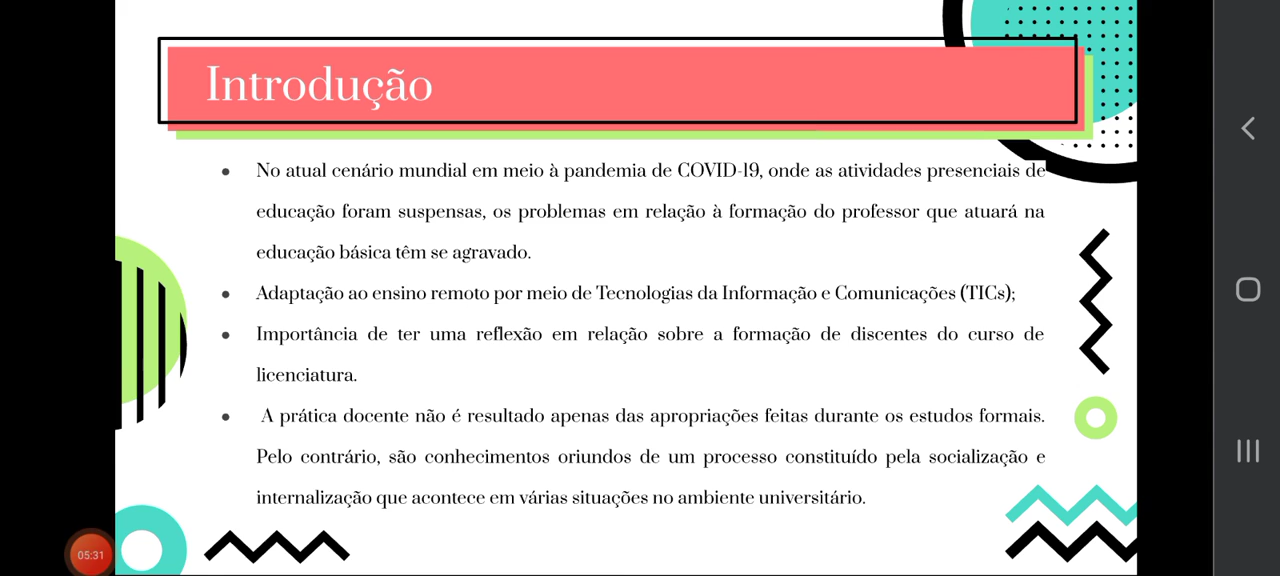 Introdução
● No atual cenário mundial em meio à pandemia de COVID-19, onde as atividades presenciais de
educação foram suspensas, os problemas em relação à formação do professor que atuará na
educação básica têm se agravado.
● Adaptação ao ensino remoto por meio de Tecnologias da Informação e Comunicações (TICs);
● Importância de ter uma reflexão em relação sobre a formação de discentes do curso de
licenciatura.
● A prática docente não é resultado apenas das apropriações feitas durante os estudos formais.
Pelo contrário, são conhecimentos oriundos de um processo constituído pela socialização e
internalização que acontece em várias situações no ambiente universitário.
05:31